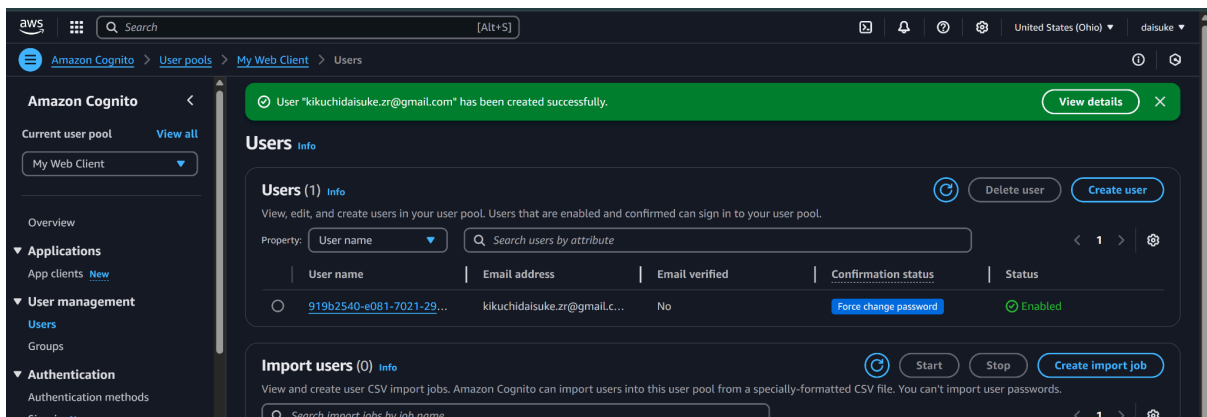 aws Search [Alt+S] United States (Ohio) daisuke
Amazon Cognito > User pools > My Web Client > Users
Amazon Cognito
Current user pool View all
My Web Client
Overview
Applications
App clients New
User management
Users
Groups
Authentication
Authentication methods
User "kikuchidaisuke.zr@gmail.com" has been created successfully. View details
Users Info
Users (1) Info Delete user Create user
View, edit, and create users in your user pool. Users that are enabled and confirmed can sign in to your user pool.
Property: User name Search users by attribute 1
User name Email address Email verified Confirmation status Status
919b2540-e081-7021-29... kikuchidaisuke.zr@gmail.c... No Force change password Enabled
Import users (0) Info Start Stop Create import job
View and create user CSV import jobs. Amazon Cognito can import users into this user pool from a specially-formatted CSV file. You can't import user passwords.
Search import jobs by job name 1